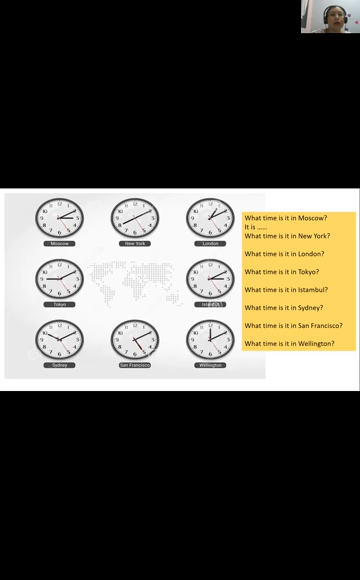 Moscow
New York
London
Tokyo
Istambul
Sydney
San Francisco
Wellington
What time is it in Moscow?
It is ……
What time is it in New York?
What time is it in London?
What time is it in Tokyo?
What time is it in Istambul?
What time is it in Sydney?
What time is it in San Francisco?
What time is it in Wellington?